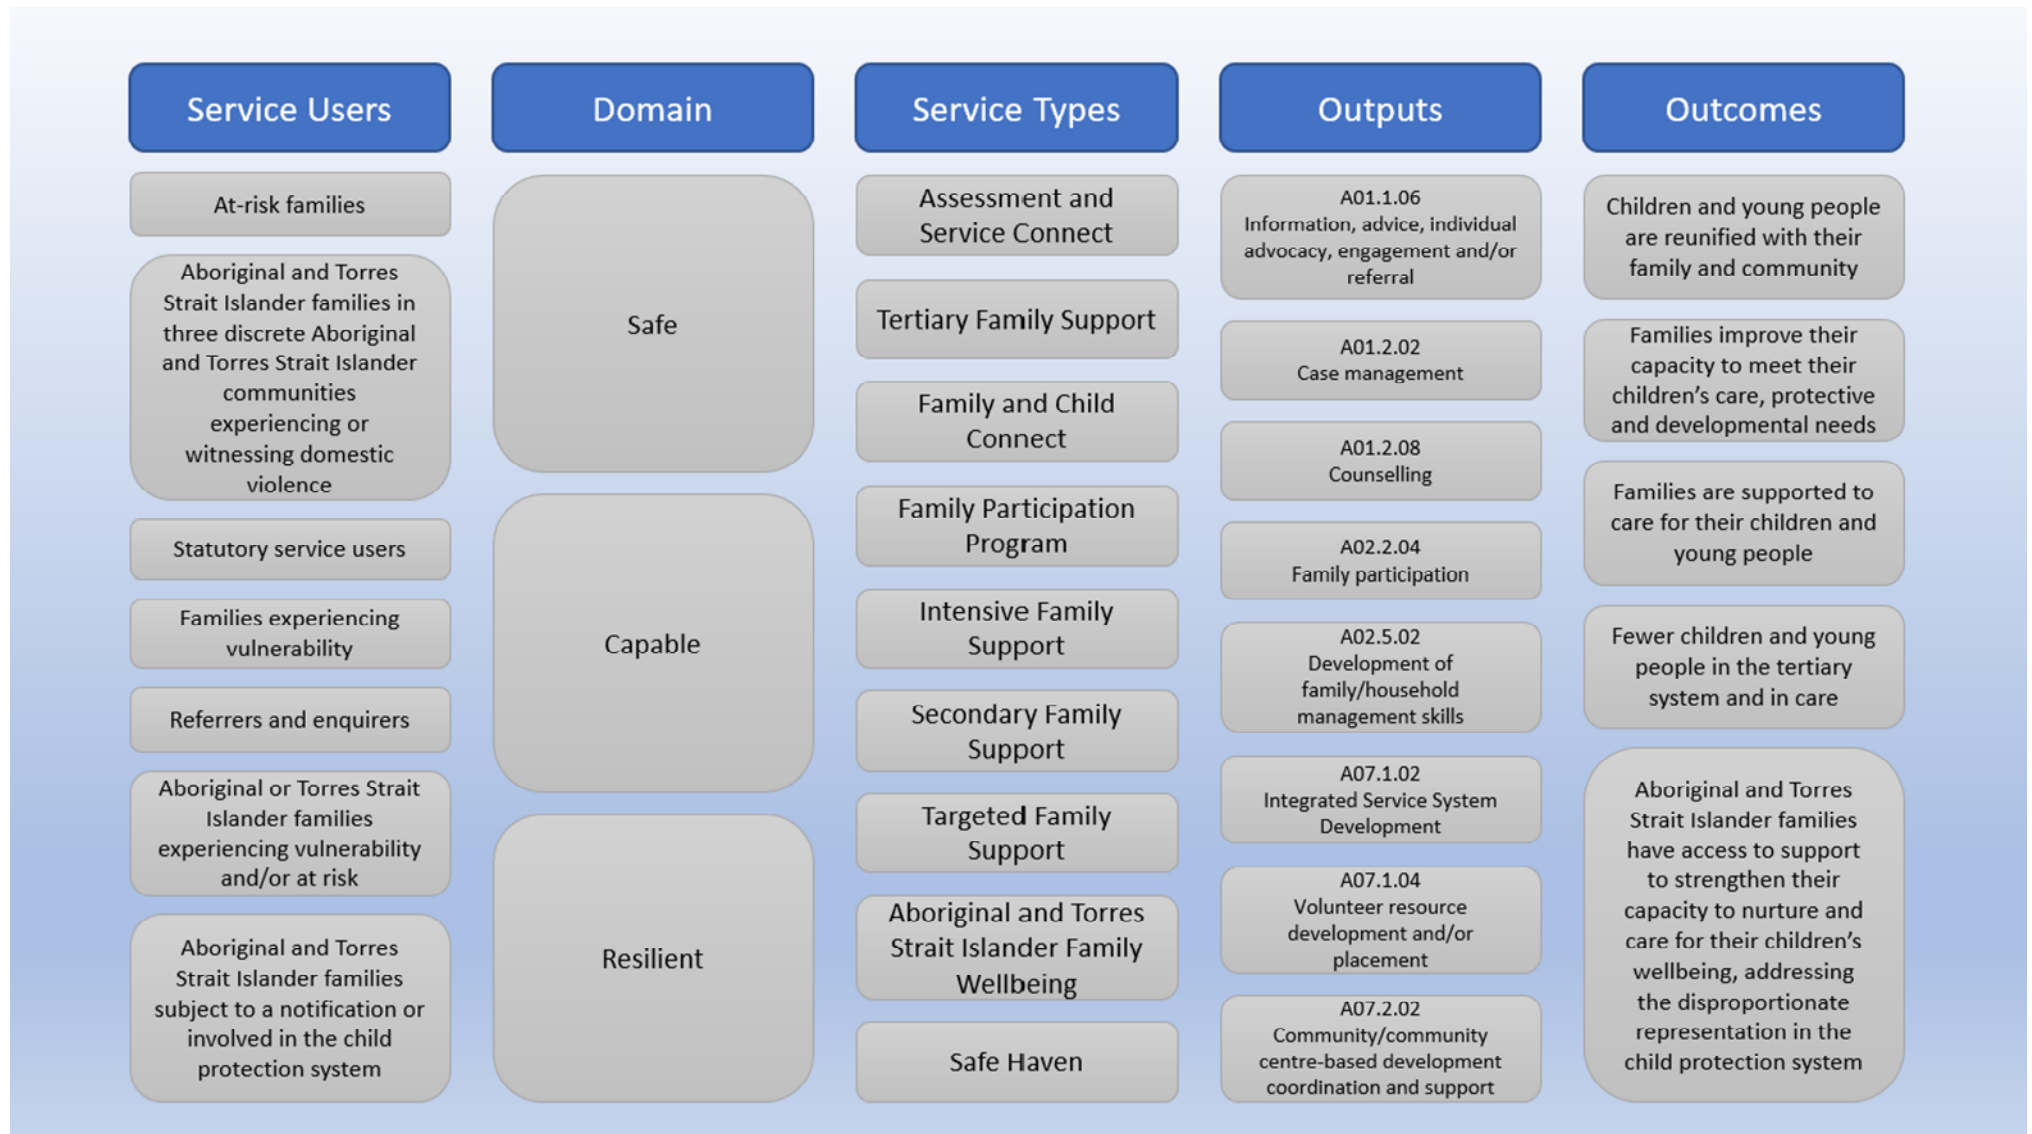 Service Users
At-risk families
Aboriginal and Torres
Strait Islander families in
three discrete Aboriginal
and Torres Strait Islander
communities
experiencing or
witnessing domestic
violence
Statutory service users
Families experiencing
vulnerability
Referrers and enquirers
Aboriginal or Torres Strait
Islander families
experiencing vulnerability
and/or at risk
Aboriginal and Torres
Strait Islander families
subject to a notification or
involved in the child
protection system
Domain
Safe
Capable
Resilient
Service Types
Assessment and
Service Connect
Tertiary Family Support
Family and Child
Connect
Family Participation
Program
Intensive Family
Support
Secondary Family
Support
Targeted Family
Support
Aboriginal and Torres
Strait Islander Family
Wellbeing
Safe Haven
Outputs
A01.1.06
Information, advice, individual
advocacy, engagement and/or
referral
A01.2.02
Case management
A01.2.08
Counselling
A02.2.04
Family participation
A02.5.02
Development of
family/household
management skills
A07.1.02
Integrated Service System
Development
A07.1.04
Volunteer resource
development and/or
placement
A07.2.02
Community/community
centre-based development
coordination and support
Outcomes
Children and young people
are reunified with their
family and community
Families improve their
capacity to meet their
children's care, protective
and developmental needs
Families are supported to
care for their children and
young people
Fewer children and young
people in the tertiary
system and in care
Aboriginal and Torres
Strait Islander families
have access to support
to strengthen their
capacity to nurture and
care for their children's
wellbeing, addressing
the disproportionate
representation in the
child protection system